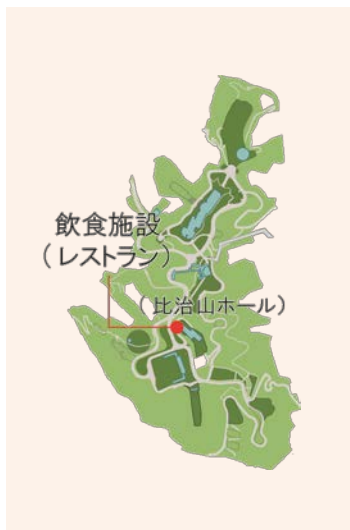 飲食施設
（レストラン）
（比治山ホール）